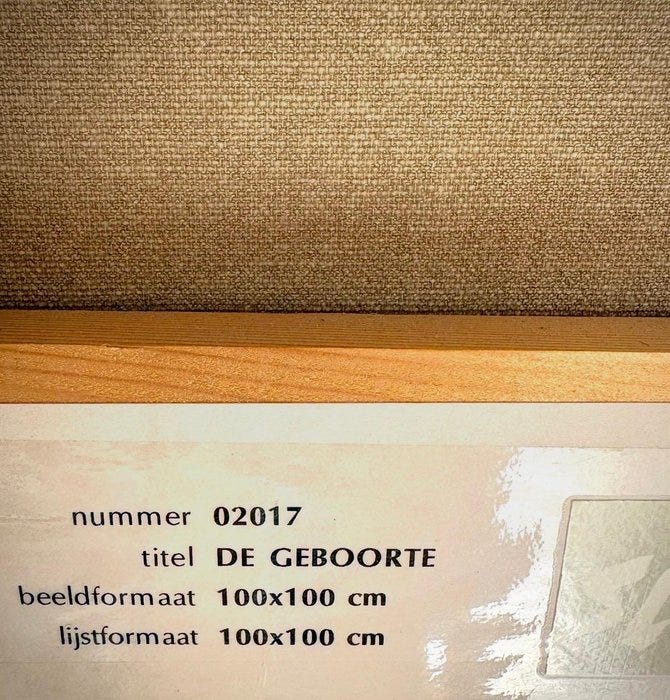 nummer 02017
titel DE GEBOORTE
beeldformaat 100x100 cm
lijstformaat 100x100 cm